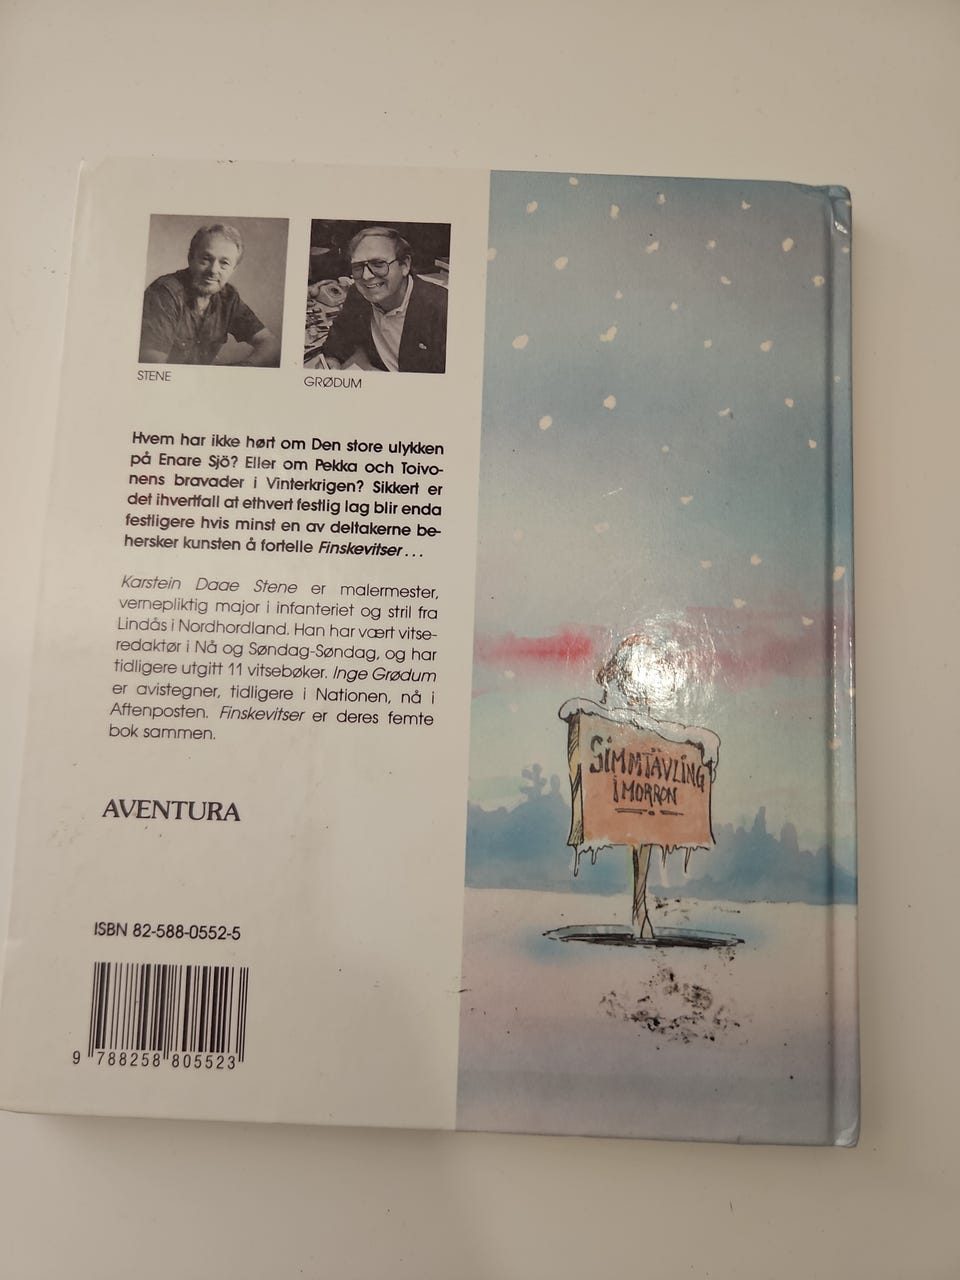 STENE
GRØDUM
Hvem har ikke hørt om Den store ulykken
på Enare Sjö? Eller om Pekka och Toivo-
nens bravader i Vinterkrigen? Sikkert er
det ihvertfall at ethvert festlig lag blir enda
festligere hvis minst en av deltakerne be-
hersker kunsten å fortelle Finskevitser...
Karstein Daae Stene er malermester,
vernepliktig major i infanteriet og stril fra
Lindås i Nordhordland. Han har vært vitse-
redaktør i Nå og Søndag-Søndag, og har
tidligere utgitt 11 vitsebøker. Inge Grødum
er avistegner, tidligere i Nationen, nå i
Aftenposten. Finskevitser er deres femte
bok sammen.
AVENTURA
ISBN 82-588-0552-5
9 788258 805523
SIMMTÄVLING
I MORRON